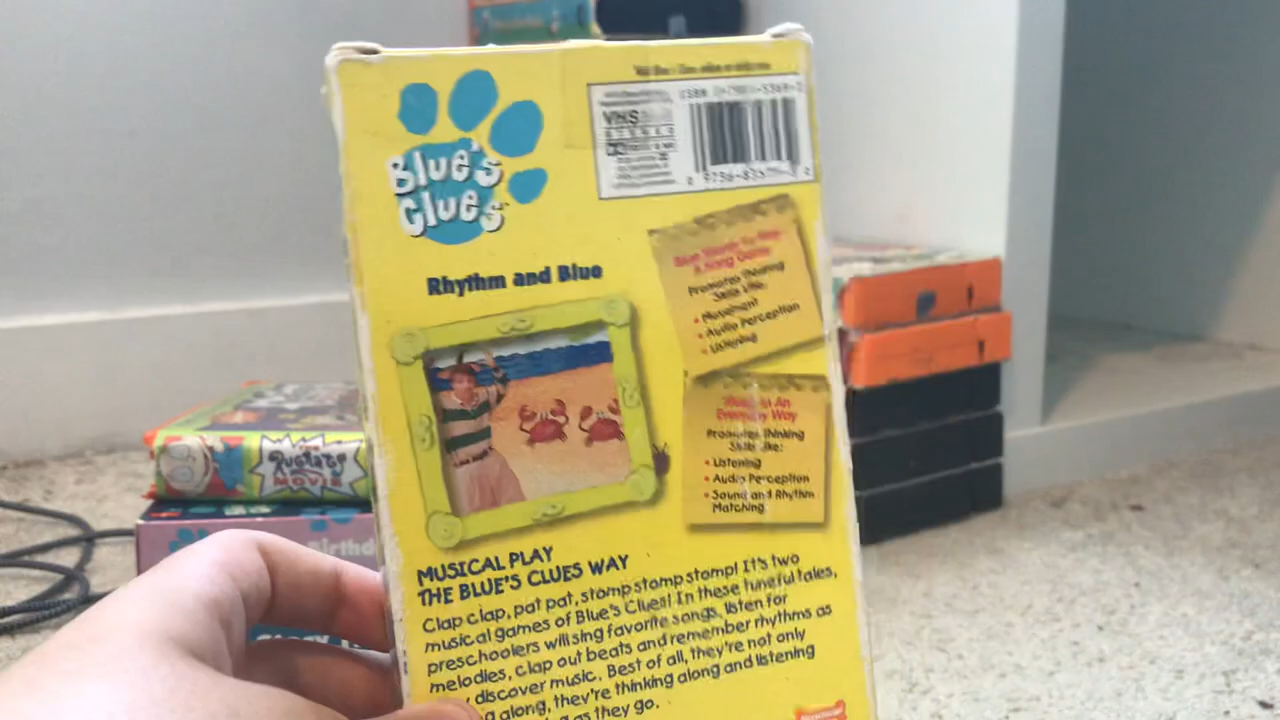 VHS
STEREO
Blue's
Clues
Rhythm and Blue
Promotes Thinking
Skills Like:
• Movement
• Audio Perception
• Listening
Everyday Way
Promotes Thinking
Skills Like:
• Listening
• Audio Perception
• Sound and Rhythm
Matching
Rugrats
MOVIE
Birthd
MUSICAL PLAY
THE BLUE'S CLUES WAY
Clap clap, pat pat, stomp stomp stomp! It's two
musical games of Blue's Clues! In these tuneful tales,
preschoolers will sing favorite songs, listen for
melodies, clap out beats and remember rhythms as
discover music. Best of all, they're not only
g along, they're thinking along and listening
as they go.